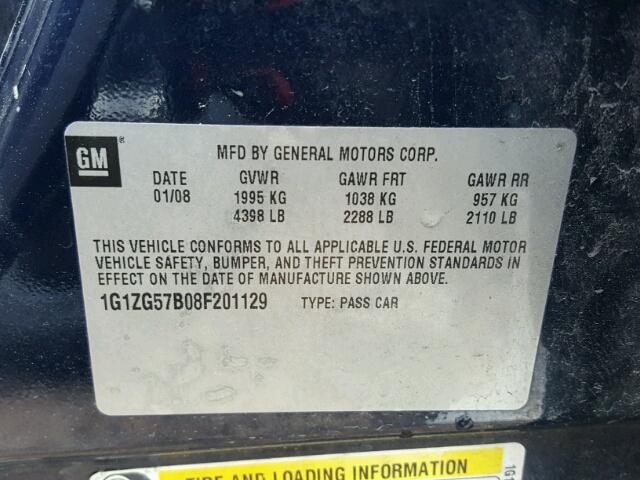 GM
MFD BY GENERAL MOTORS CORP.
DATE GVWR GAWR FRT GAWR RR
01/08 1995 KG 1038 KG 957 KG
4398 LB 2288 LB 2110 LB
THIS VEHICLE CONFORMS TO ALL APPLICABLE U.S. FEDERAL MOTOR
VEHICLE SAFETY, BUMPER, AND THEFT PREVENTION STANDARDS IN
EFFECT ON THE DATE OF MANUFACTURE SHOWN ABOVE.
1G1ZG57B08F201129 TYPE: PASS CAR
TIRE AND LOADING INFORMATION